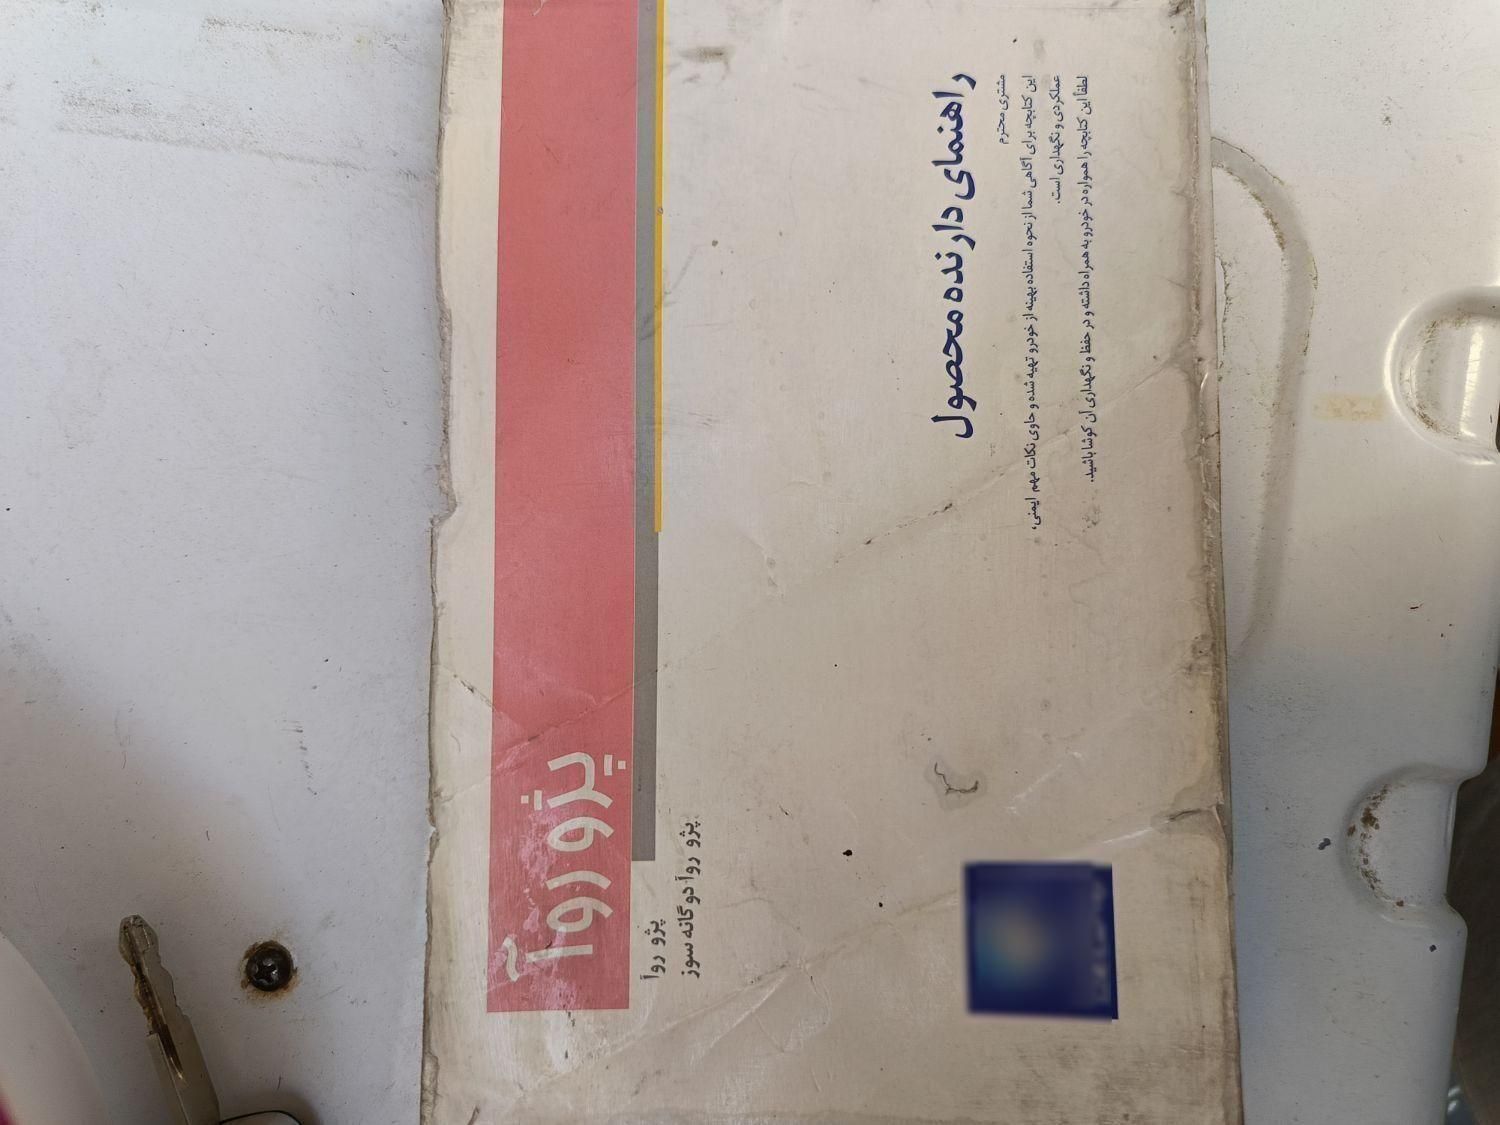 راهنمای دارنده محصول
مشتری محترم
این کتابچه برای آگاهی شما از نحوه استفاده بهینه از خودرو تهیه شده و حاوی نکات مهم ایمنی،
عملکردی و نگهداری است.
لطفاً این کتابچه را همواره در خودرو به همراه داشته و در حفظ و نگهداری آن کوشا باشید.
پژو روآ
پژو روآ
پژو روآ دوگانه سوز